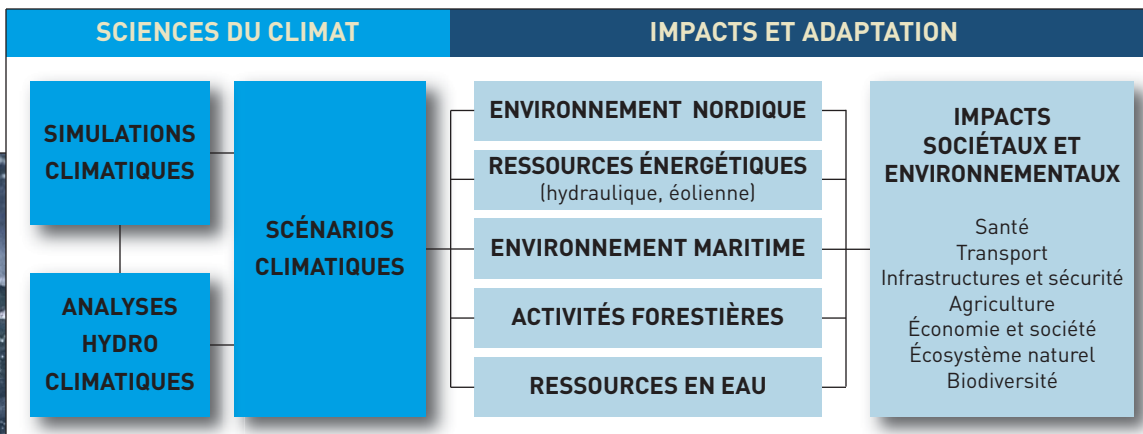 SCIENCES DU CLIMAT
IMPACTS ET ADAPTATION
SIMULATIONS
CLIMATIQUES
ANALYSES
HYDRO
CLIMATIQUES
SCÉNARIOS
CLIMATIQUES
ENVIRONNEMENT NORDIQUE
RESSOURCES ÉNERGÉTIQUES
(hydraulique, éolienne)
ENVIRONNEMENT MARITIME
ACTIVITÉS FORESTIÈRES
RESSOURCES EN EAU
IMPACTS
SOCIÉTAUX ET
ENVIRONNEMENTAUX
Santé
Transport
Infrastructures et sécurité
Agriculture
Économie et société
Écosystème naturel
Biodiversité